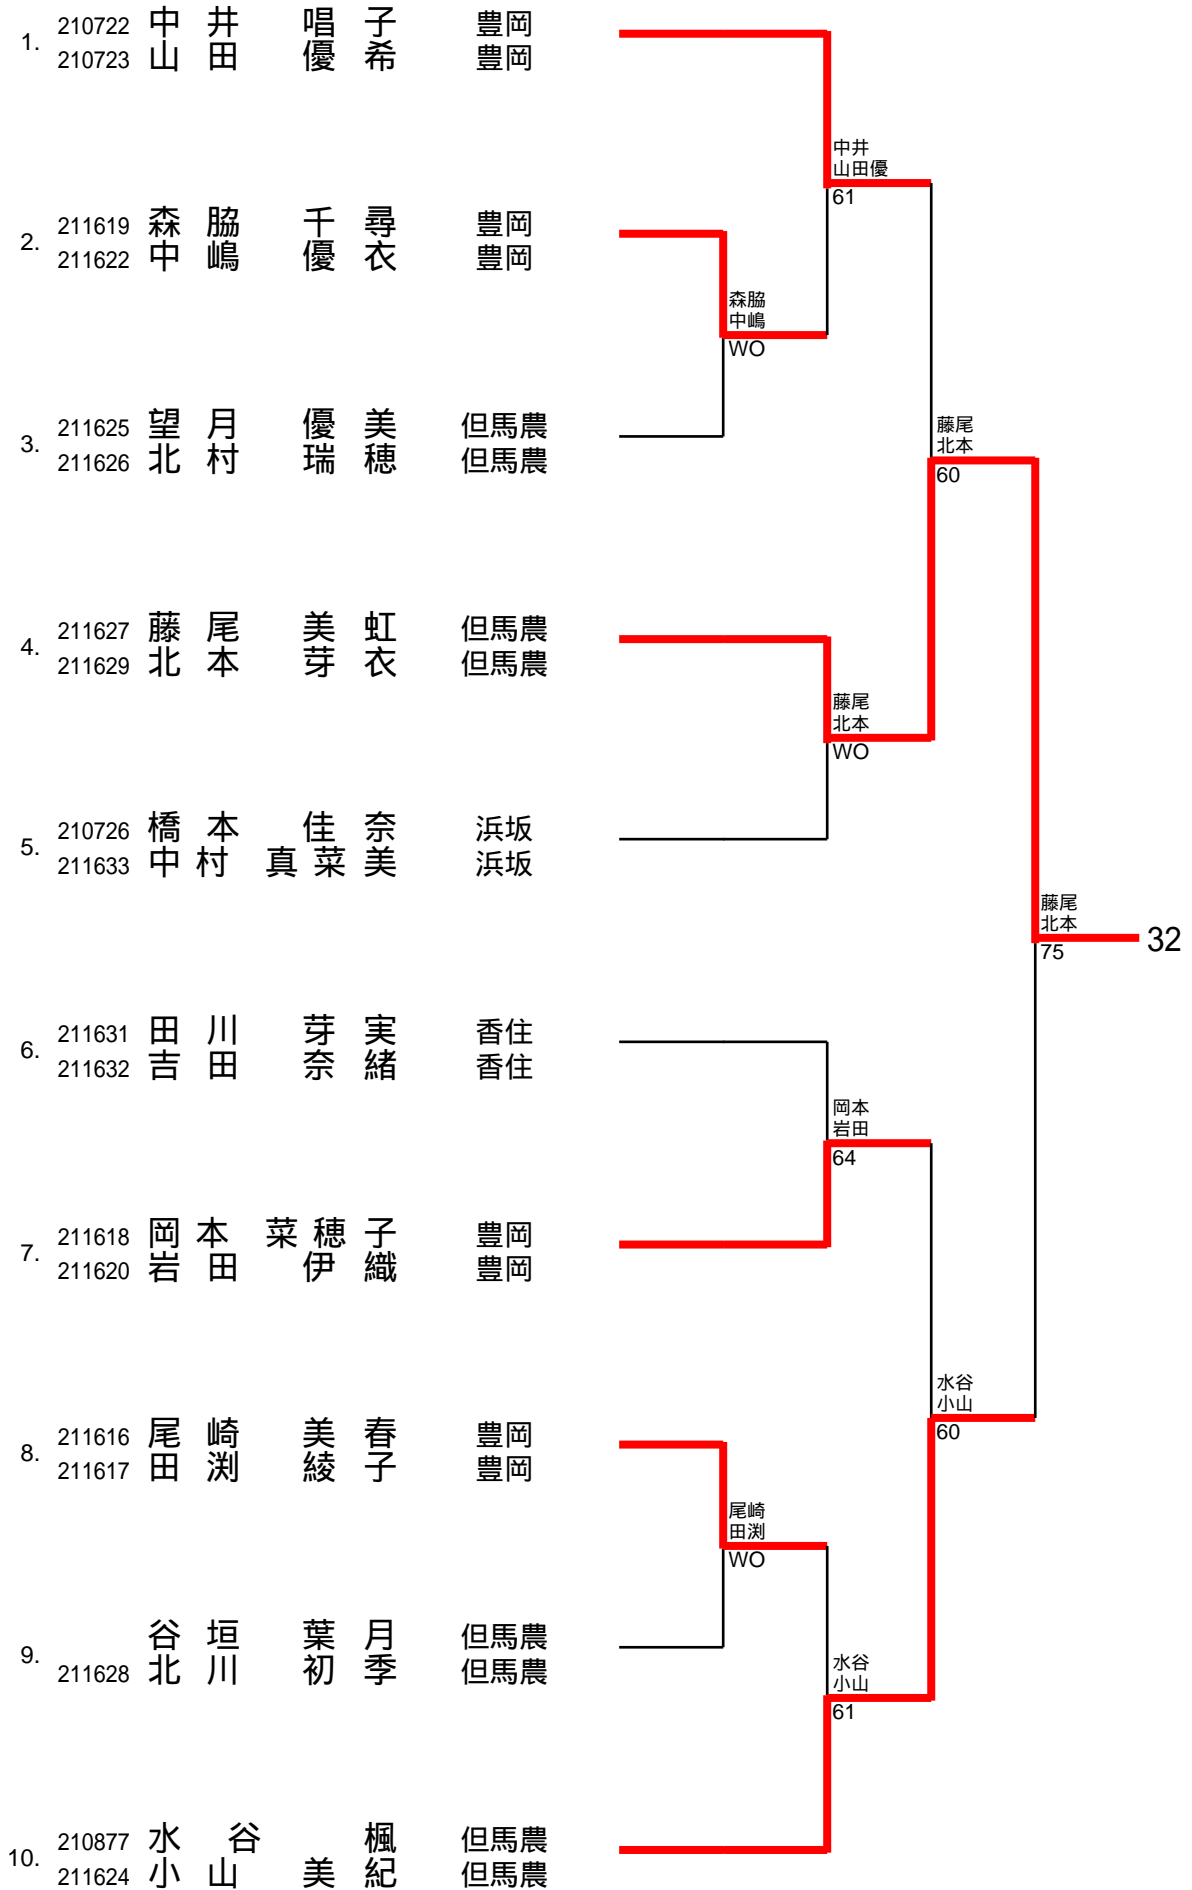 1. 210722 中井 唱子 豊岡
210723 山田 優希 豊岡
中井
山田優
61
2. 211619 森脇 千尋 豊岡
211622 中嶋 優衣 豊岡
森脇
中嶋
WO
3. 211625 望月 優美 但馬農
211626 北村 瑞穂 但馬農
藤尾
北本
60
4. 211627 藤尾 美虹 但馬農
211629 北本 芽衣 但馬農
藤尾
北本
WO
5. 210726 橋本 佳奈 浜坂
211633 中村 真菜美 浜坂
藤尾
北本
75
32
6. 211631 田川 芽実 香住
211632 吉田 奈緒 香住
岡本
岩田
64
7. 211618 岡本 菜穂子 豊岡
211620 岩田 伊織 豊岡
水谷
小山
60
8. 211616 尾崎 美春 豊岡
211617 田渕 綾子 豊岡
尾崎
田渕
WO
9. 谷垣 葉月 但馬農
211628 北川 初季 但馬農
水谷
小山
61
10. 210877 水谷 楓 但馬農
211624 小山 美紀 但馬農